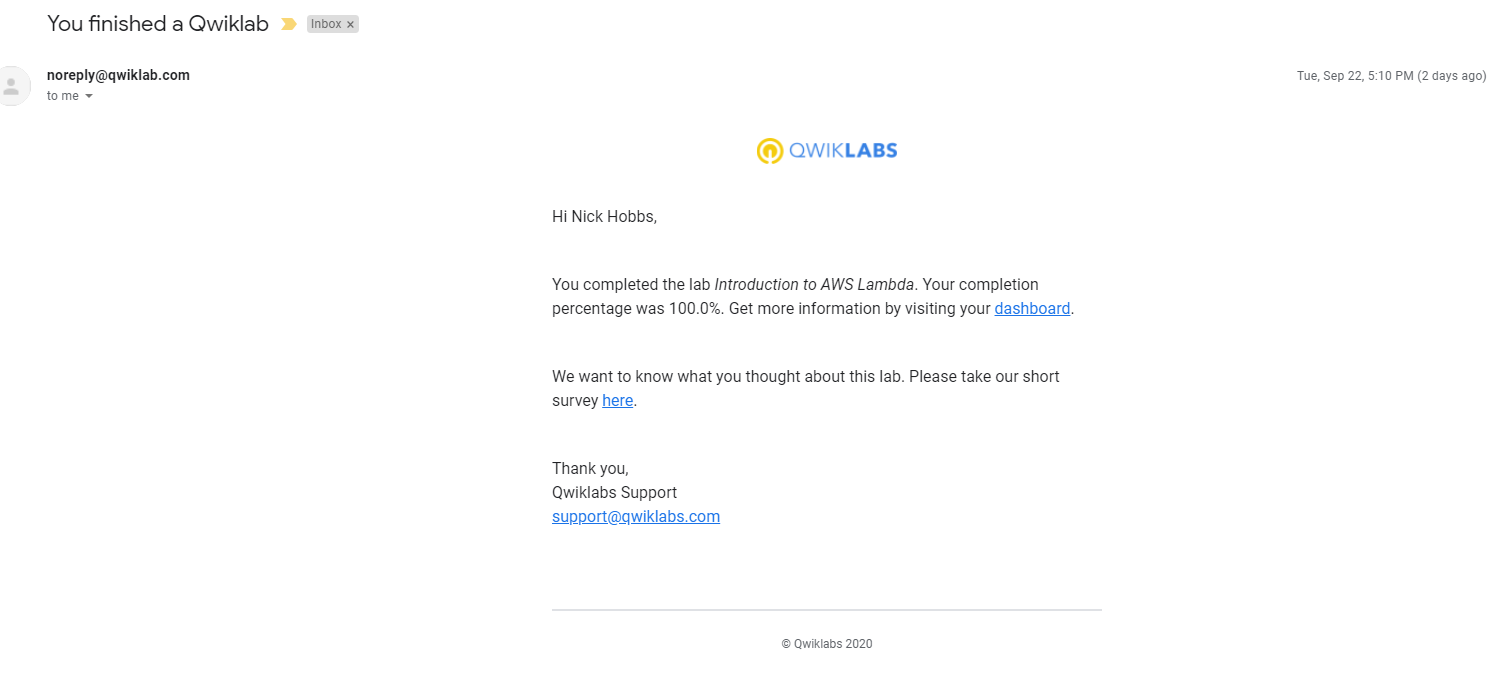 You finished a Qwiklab
Inbox ×
noreply@qwiklab.com
Tue, Sep 22, 5:10 PM (2 days ago)
to me
QWIKLABS
Hi Nick Hobbs,
You completed the lab Introduction to AWS Lambda. Your completion
percentage was 100.0%. Get more information by visiting your dashboard.
We want to know what you thought about this lab. Please take our short
survey here.
Thank you,
Qwiklabs Support
support@qwiklabs.com
© Qwiklabs 2020